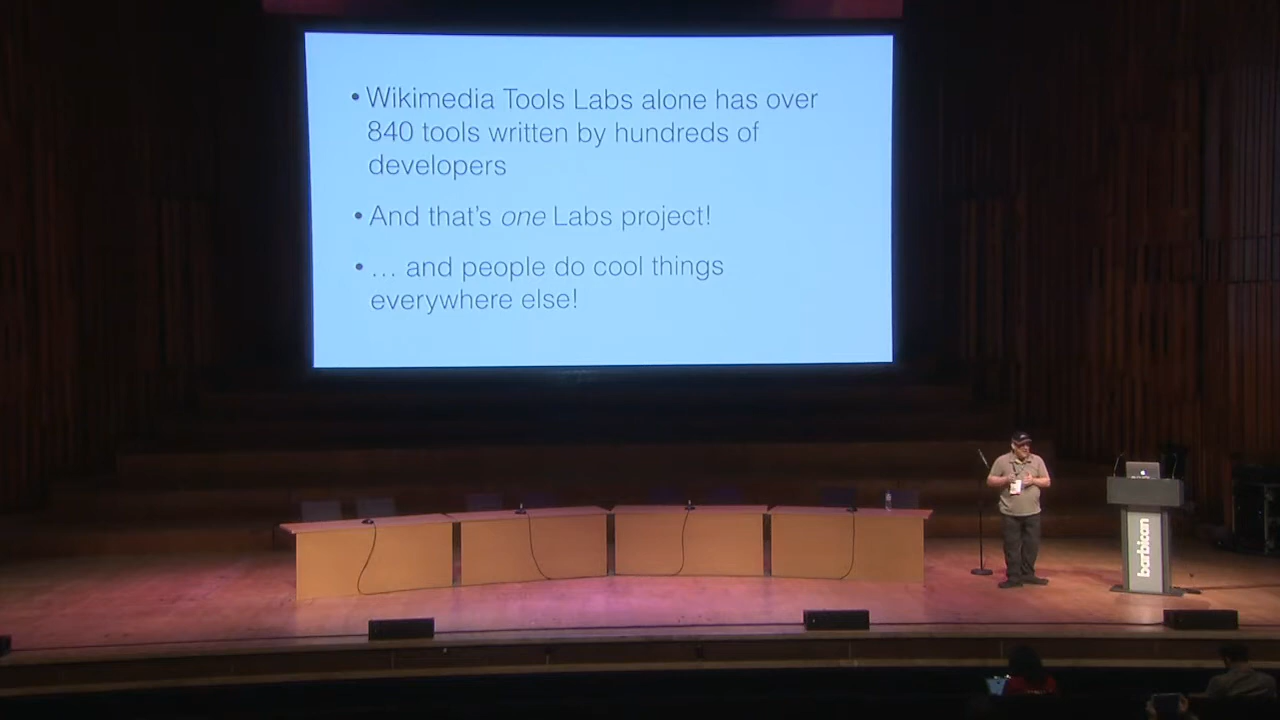 • Wikimedia Tools Labs alone has over
840 tools written by hundreds of
developers
• And that's one Labs project!
• … and people do cool things
everywhere else!
barbican